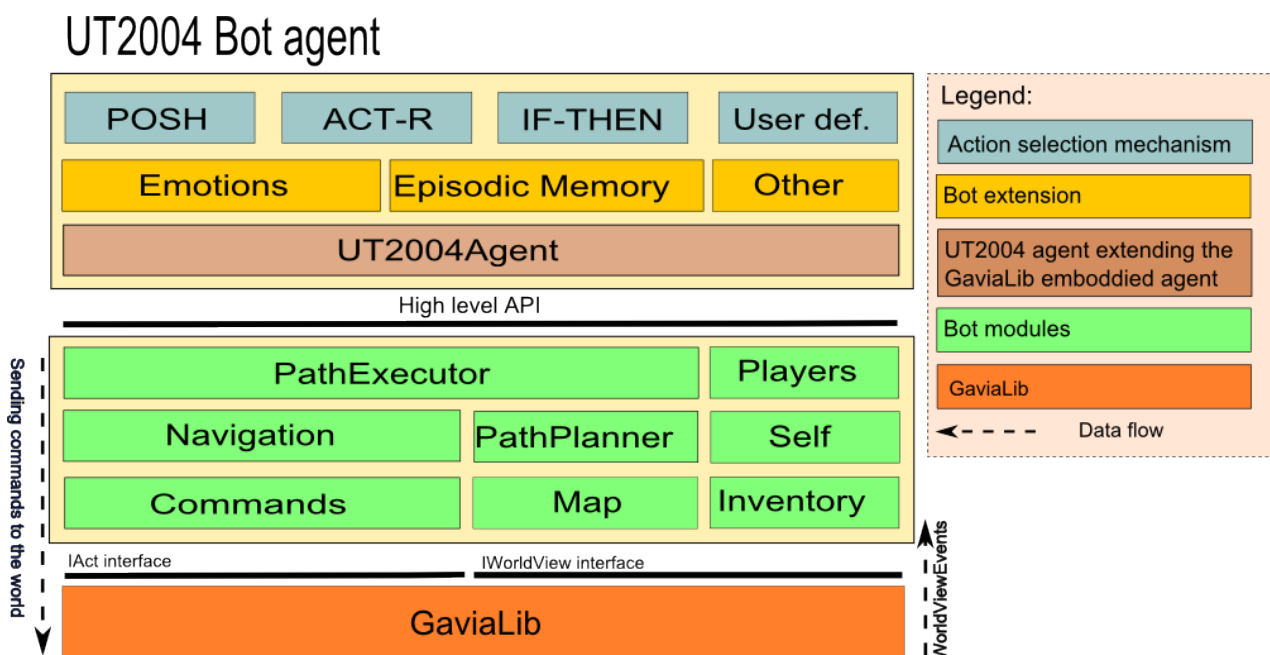 UT2004 Bot agent
POSH
ACT-R
IF-THEN
User def.
Emotions
Episodic Memory
Other
UT2004Agent
High level API
PathExecutor
Players
Navigation
PathPlanner
Self
Commands
Map
Inventory
IAct interface
IWorldView interface
GaviaLib
Sending commands to the world
WorldViewEvents
Legend:
Action selection mechanism
Bot extension
UT2004 agent extending the
GaviaLib emboddied agent
Bot modules
GaviaLib
Data flow